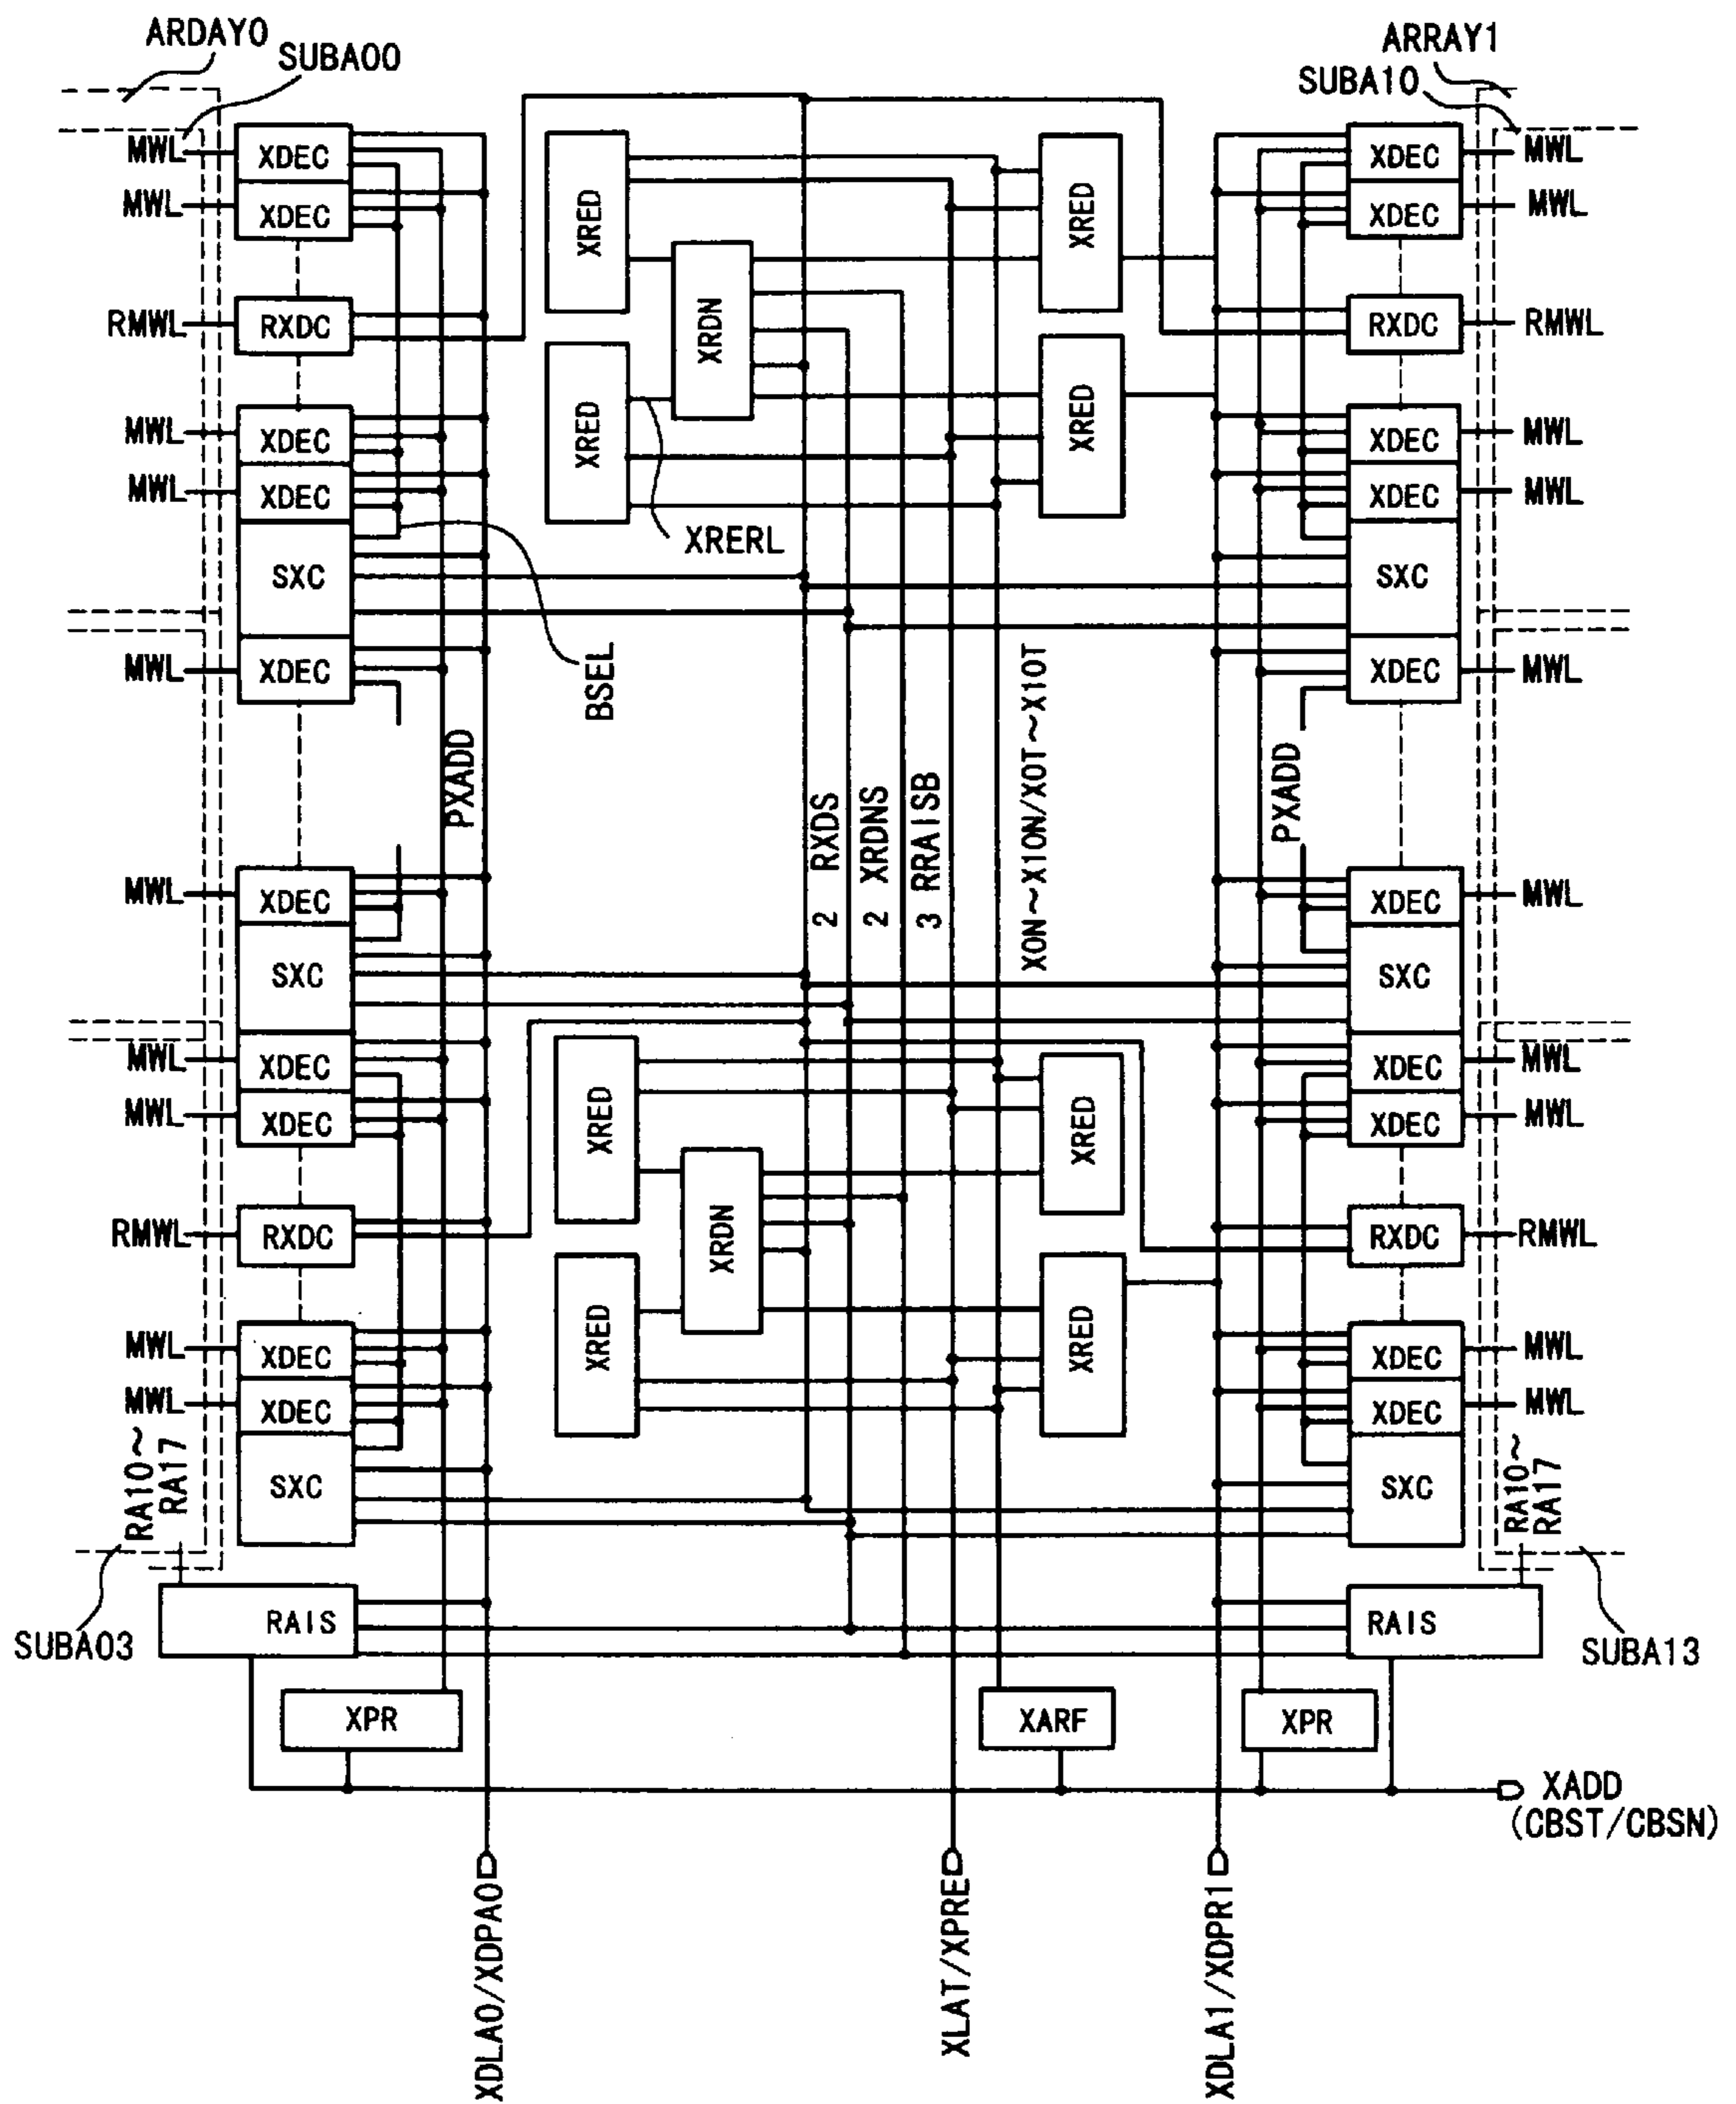 ARDAY0
SUBA00
ARRAY1
SUBA10
MWL
XDEC
XRED
XRED
XDEC
MWL
MWL
XDEC
XDEC
MWL
RMWL
RXDC
XRDN
RXDC
RMWL
MWL
XDEC
XRED
XRED
XDEC
MWL
MWL
XDEC
XDEC
MWL
XRERL
SXC
SXC
MWL
XDEC
BSEL
XDEC
MWL
PXADD
2 RXDS
2 XRDNS
3 RRAISB
X0N~X10N/X0T~X10T
PXADD
MWL
XDEC
XDEC
MWL
SXC
SXC
MWL
XDEC
XRED
XRED
XDEC
MWL
MWL
XDEC
XDEC
MWL
RMWL
RXDC
XRDN
RXDC
RMWL
MWL
XDEC
XRED
XRED
XDEC
MWL
MWL
XDEC
XDEC
MWL
RA10~
RA17
SXC
SXC
RA10~
RA17
SUBA03
RAIS
RAIS
SUBA13
XPR
XARF
XPR
XADD
(CBST/CBSN)
XDLA0/XDPA0
XLAT/XPRE
XDLA1/XDPR1